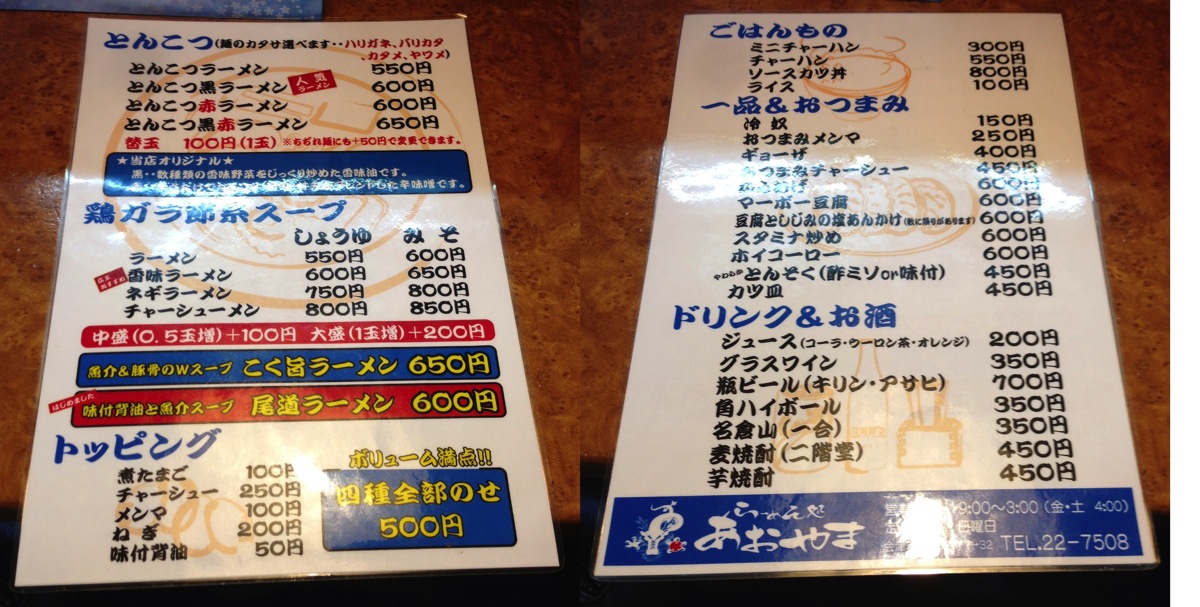 とんこつ(麺のカタサ選べます‥ハリガネ、バリカタ
、カタメ、ヤワメ)
とんこつラーメン 550円
とんこつ黒ラーメン 人気ラーメン 600円
とんこつ赤ラーメン 600円
とんこつ黒赤ラーメン 650円
替玉 100円(1玉) ※ちぢれ麺にも+50円で変更できます。
★当店オリジナル★
黒‥数種類の香味野菜をじっくり炒めた香味油です。
した辛味噌です。
鶏ガラ節系スープ
しょうゆ みそ
ラーメン 550円 600円
店主おすすめ 香味ラーメン 600円 650円
ネギラーメン 750円 800円
チャーシューメン 800円 850円
中盛(0.5玉増)+100円 大盛(1玉増)+200円
魚介&豚骨のWスープ こく旨ラーメン 650円
はじめました
味付背油と魚介スープ 尾道ラーメン 600円
トッピング
煮たまご 100円
チャーシュー 250円
メンマ 100円
ねぎ 200円
味付背油 50円
ボリューム満点!!
四種全部のせ
500円
ごはんもの
ミニチャーハン 300円
チャーハン 550円
ソースカツ丼 800円
ライス 100円
一品&おつまみ
冷奴 150円
おつまみメンマ 250円
ギョーザ 400円
おつまみチャーシュー 450円
600円
マーボー豆腐 600円
豆腐としじみの塩あんかけ(数に限りがあります) 600円
スタミナ炒め 600円
ホイコーロー 600円
やわらか とんそく(酢ミソor味付) 450円
カツ皿 450円
ドリンク&お酒
ジュース(コーラ・ウーロン茶・オレンジ) 200円
グラスワイン 350円
瓶ビール(キリン・アサヒ) 700円
角ハイボール 350円
名倉山(一合) 350円
麦焼酎(二階堂) 450円
芋焼酎 450円
らぁめん処
あおやま
9:00〜3:00 (金・土 4:00)
曜日
TEL.22-7508